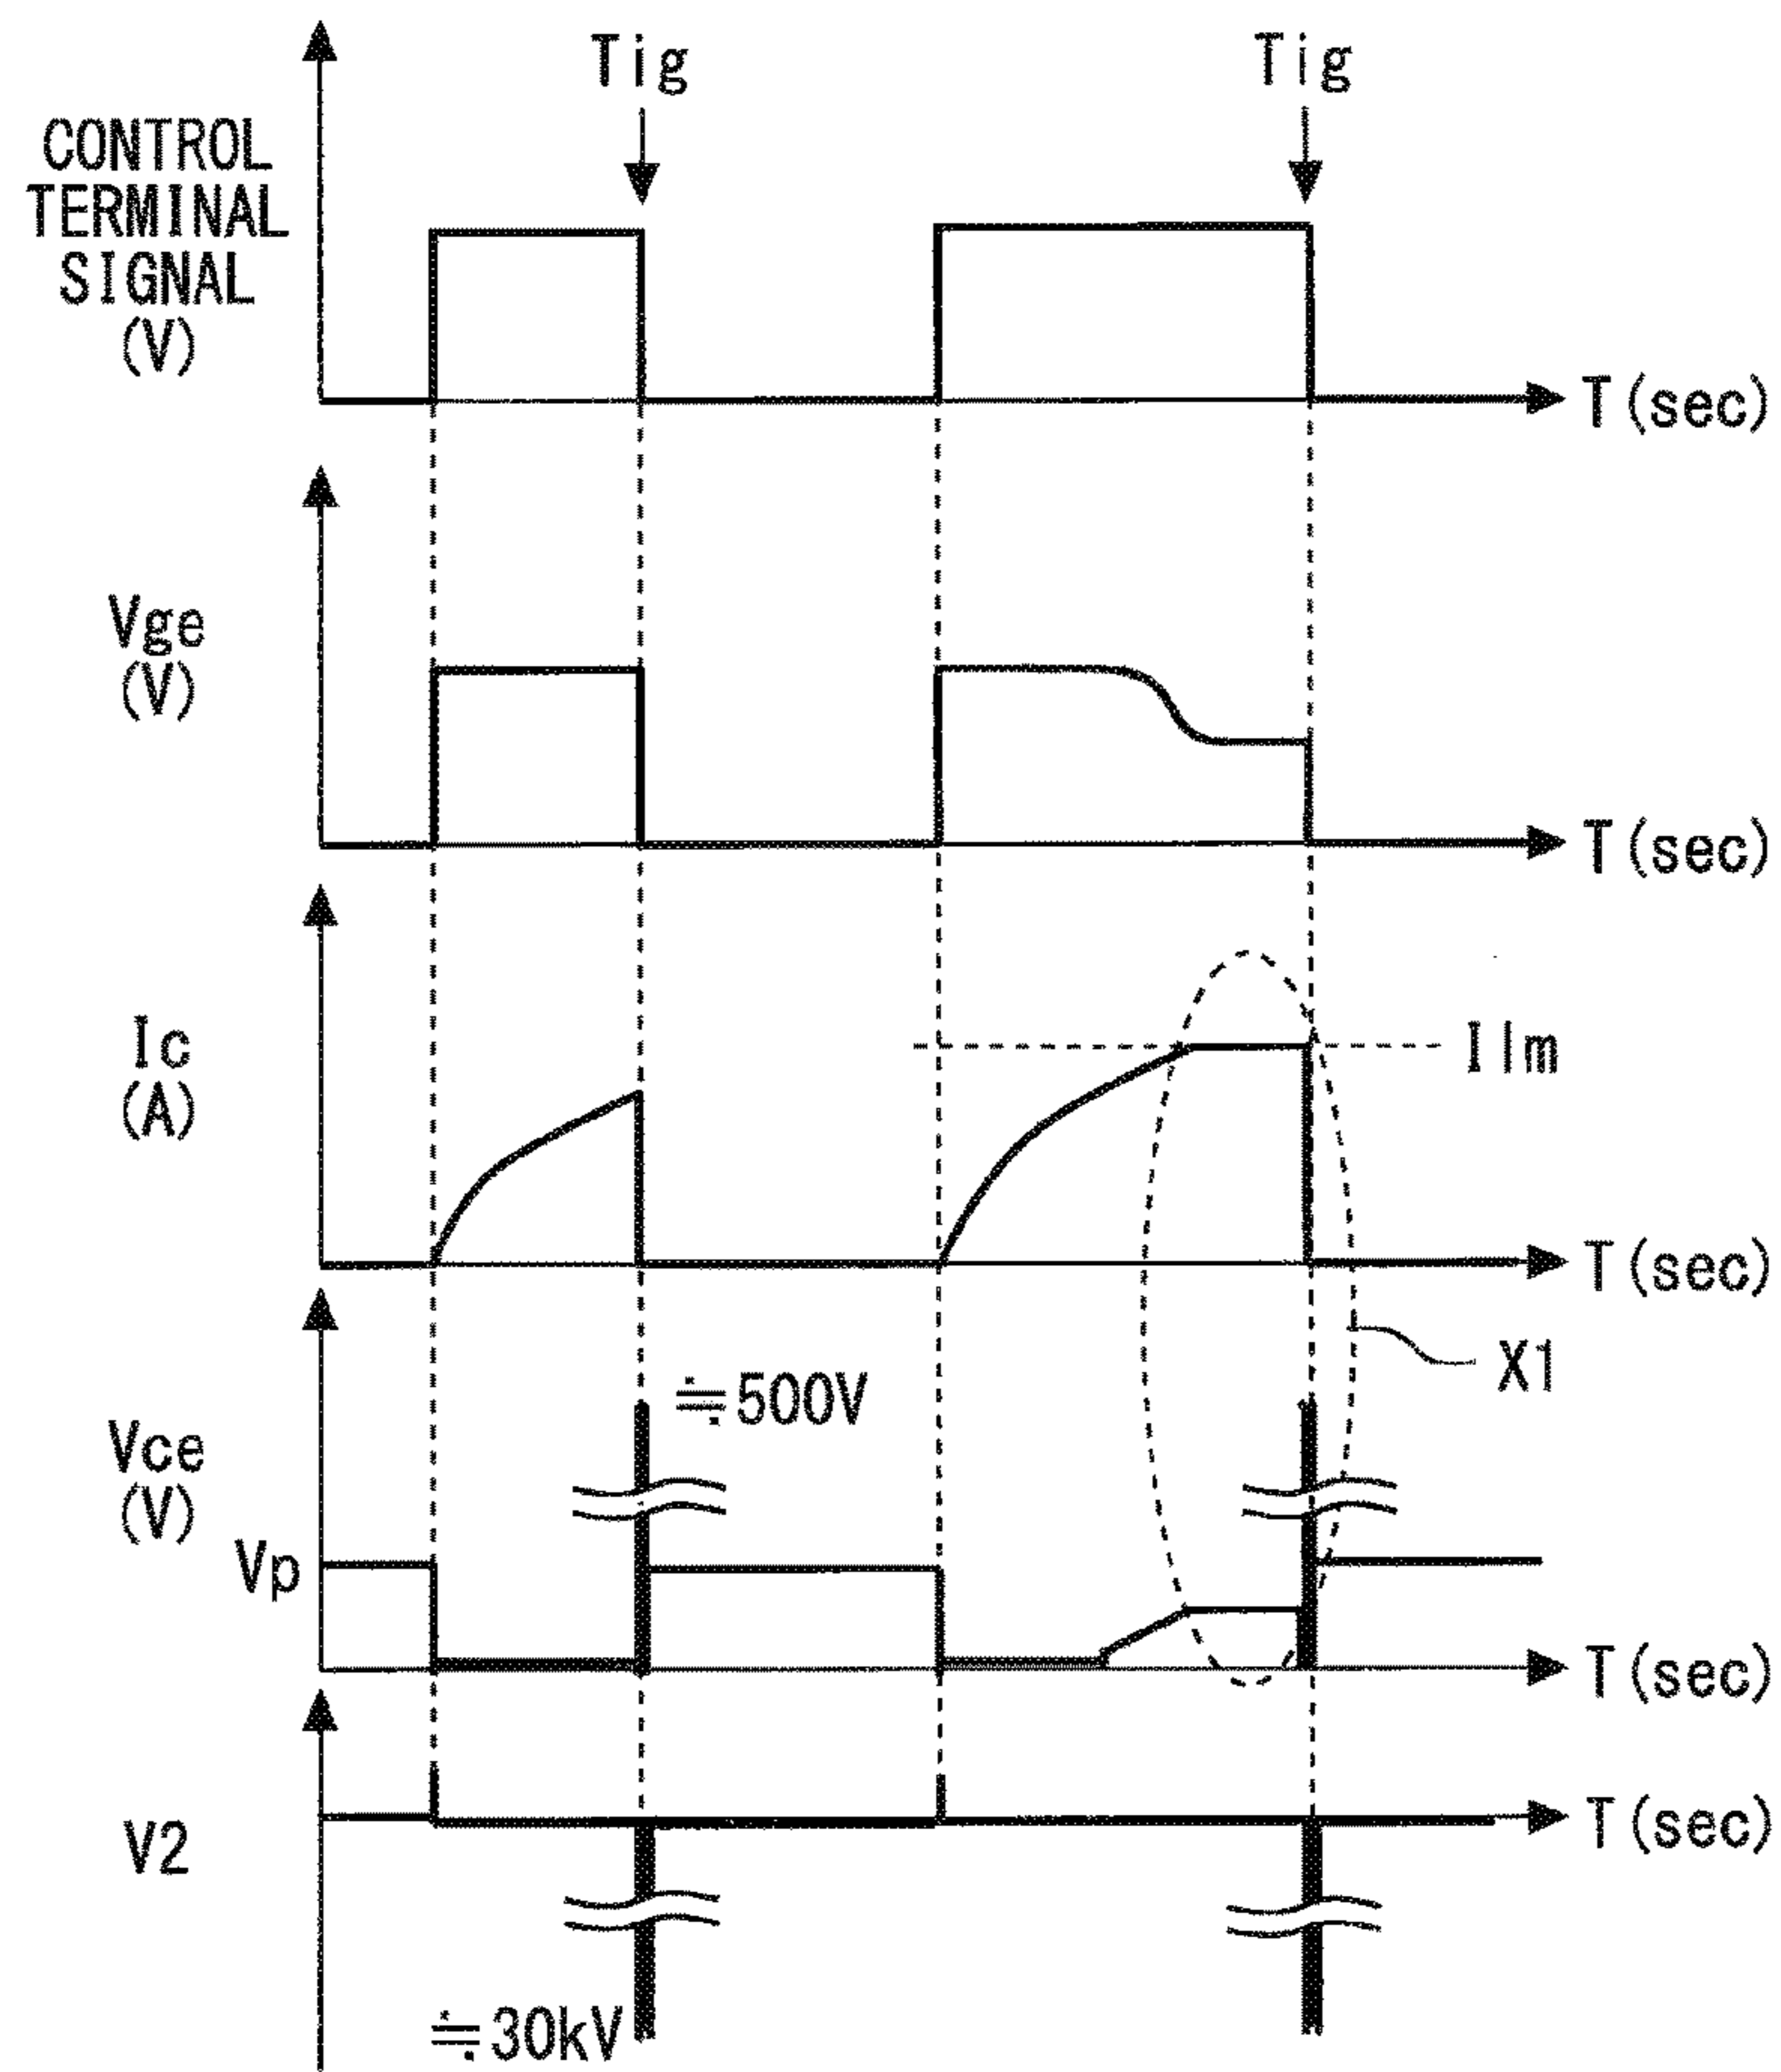 Tig
Tig
CONTROL
TERMINAL
SIGNAL
(V)
T(sec)
Vge
(V)
T(sec)
Ic
(A)
Ilm
T(sec)
X1
≒500V
Vce
(V)
Vp
T(sec)
V2
T(sec)
≒30kV